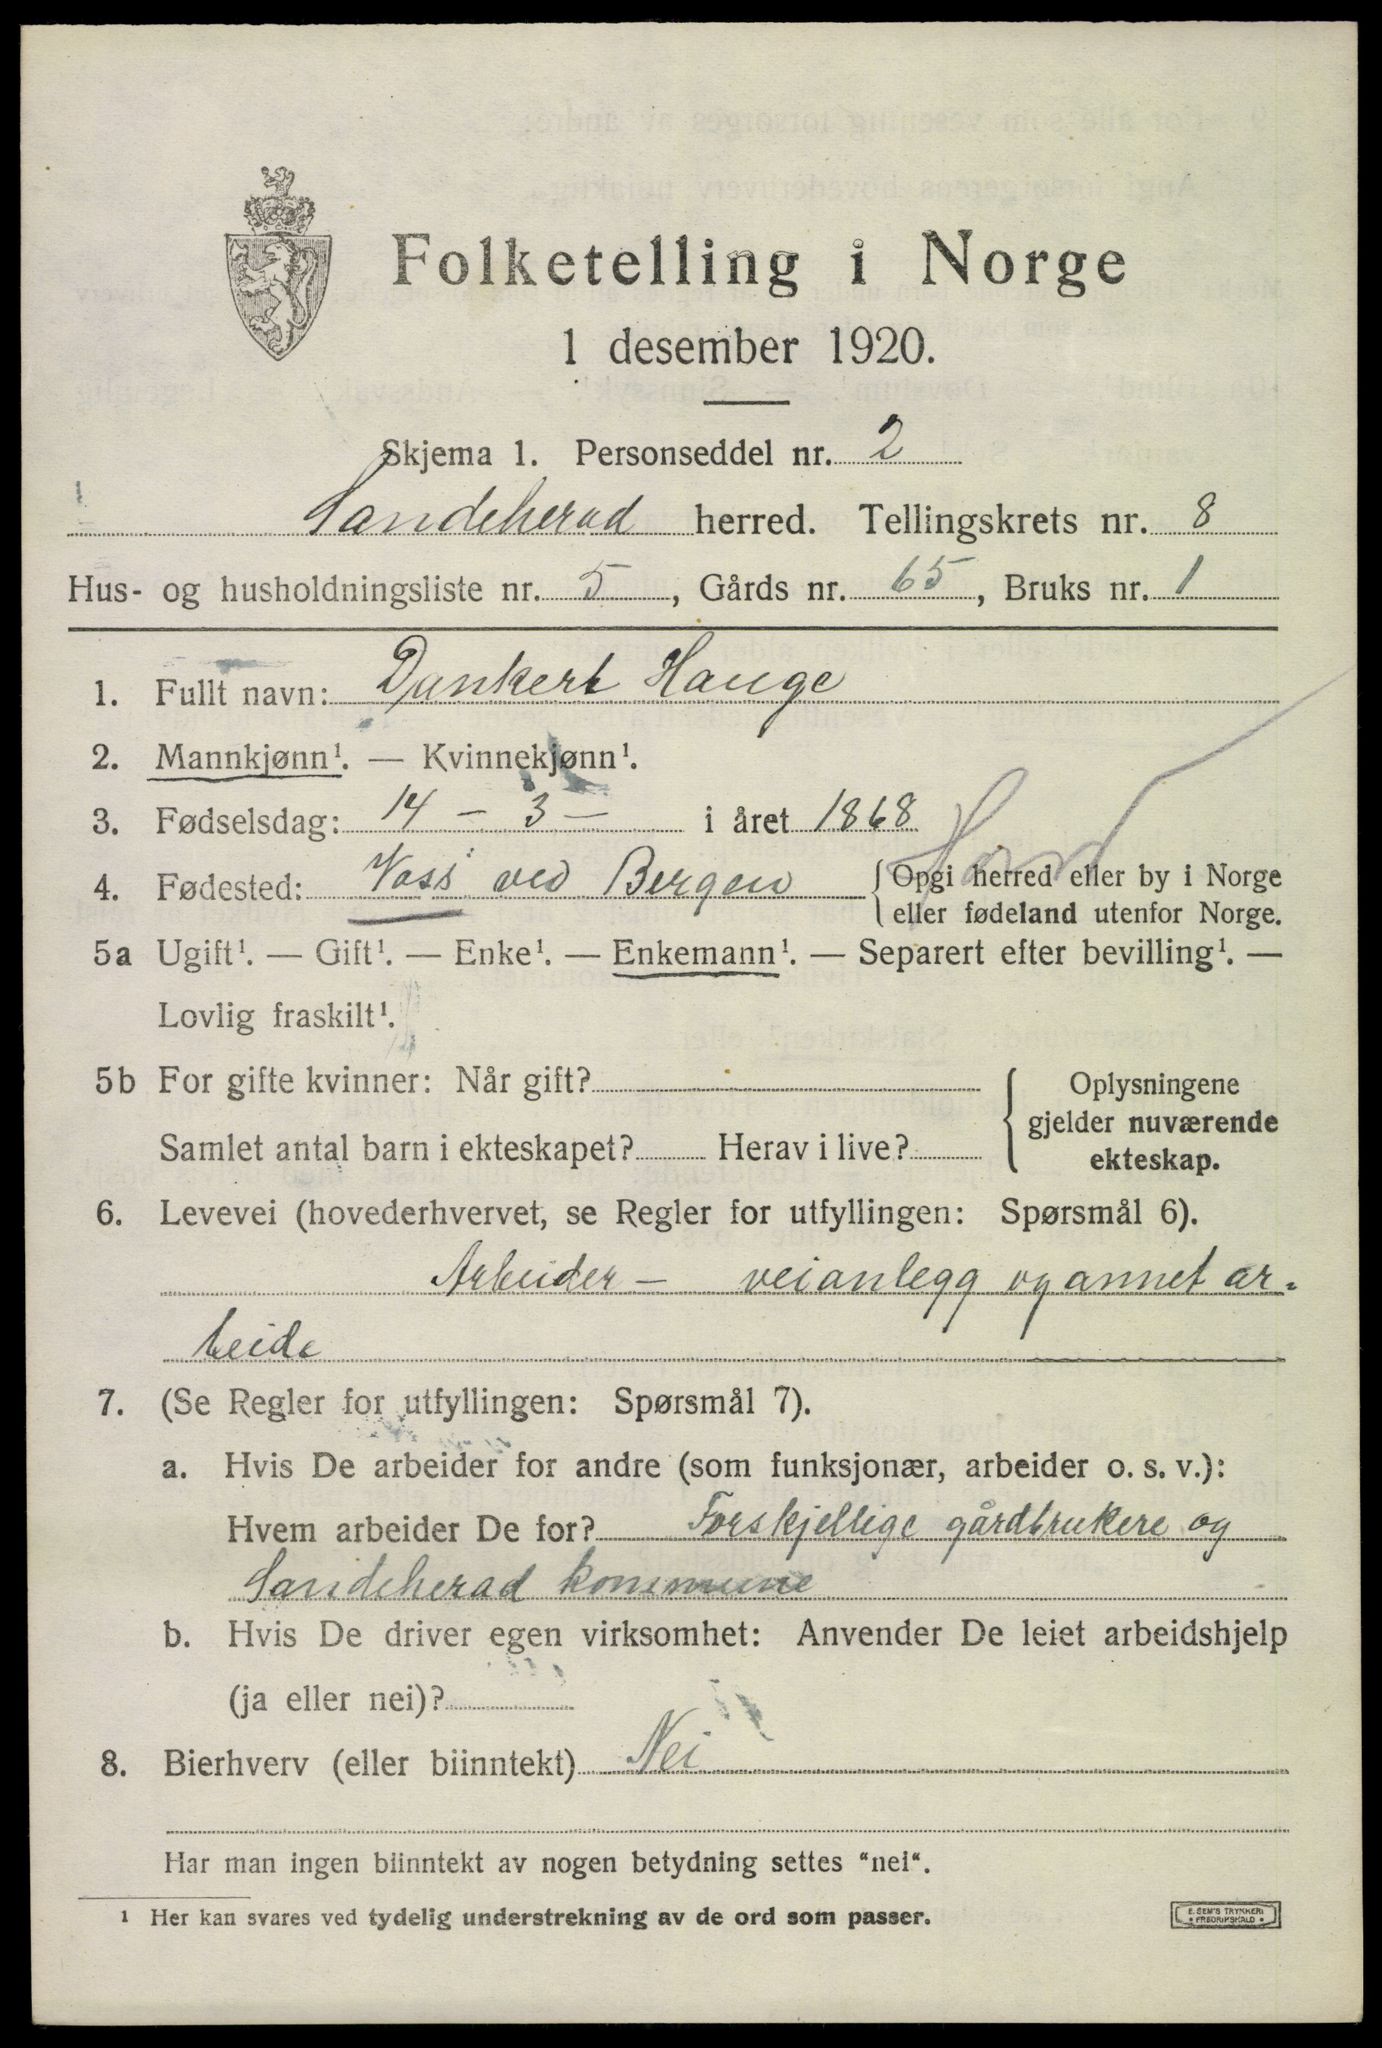 Folketelling i Norge
1 desember 1920.
Skjema 1. Personseddel nr. 2
Sandeherad herred. Tellingskrets nr. 8
Hus- og husholdningsliste nr. 5, Gårds nr. 65, Bruks nr. 1
1. Fullt navn: Dankert Hauge
2. Mannkjønn¹. — Kvinnekjønn¹.
3. Fødselsdag: 14 - 3 - i året 1868
Hord
4. Fødested: Voss ved Bergen { Opgi herred eller by i Norge
eller fødeland utenfor Norge.
5a Ugift¹. — Gift¹. — Enke¹. — Enkemann¹. — Separert efter bevilling¹. —
Lovlig fraskilt¹.
5b For gifte kvinner: Når gift? { Oplysningene
gjelder nuværende
Samlet antal barn i ekteskapet? Herav i live? ekteskap.
6. Levevei (hovederhvervet, se Regler for utfyllingen: Spørsmål 6).
Arbeider - veianlegg og annet ar-
beide
7. (Se Regler for utfyllingen: Spørsmål 7).
a. Hvis De arbeider for andre (som funksjonær, arbeider o. s. v.):
Hvem arbeider De for? Forskjellige gårdbrukere og
Sandeherad kommune
b. Hvis De driver egen virksomhet: Anvender De leiet arbeidshjelp
(ja eller nei)?
8. Bierhverv (eller biinntekt) Nei
Har man ingen biinntekt av nogen betydning settes "nei".
¹ Her kan svares ved tydelig understrekning av de ord som passer.
E. SEM'S TRYKKERI
• FREDRIKSHALD •